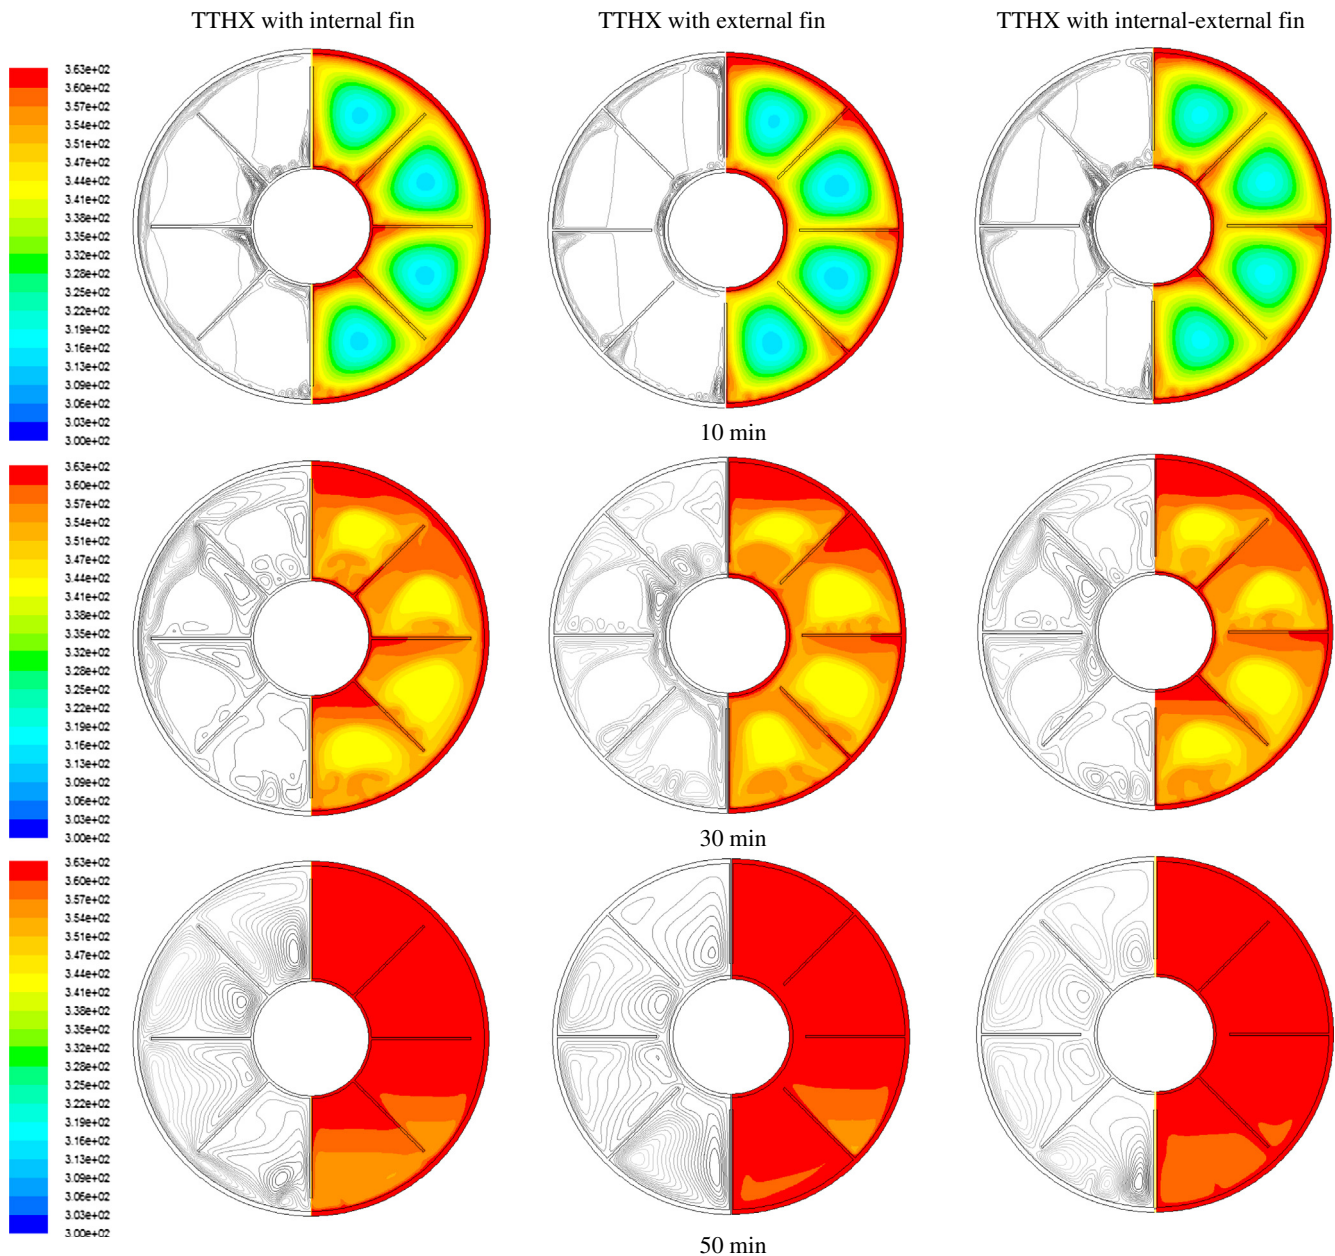 TTHX with internal fin
TTHX with external fin
TTHX with internal-external fin
3.63e+02
3.60e+02
3.57e+02
3.54e+02
3.51e+02
3.47e+02
3.44e+02
3.41e+02
3.38e+02
3.35e+02
3.32e+02
3.28e+02
3.25e+02
3.22e+02
3.19e+02
3.16e+02
3.13e+02
3.09e+02
3.06e+02
3.03e+02
3.00e+02
10 min
3.63e+02
3.60e+02
3.57e+02
3.54e+02
3.51e+02
3.47e+02
3.44e+02
3.41e+02
3.38e+02
3.35e+02
3.32e+02
3.28e+02
3.25e+02
3.22e+02
3.19e+02
3.16e+02
3.13e+02
3.09e+02
3.06e+02
3.03e+02
3.00e+02
30 min
3.63e+02
3.60e+02
3.57e+02
3.54e+02
3.51e+02
3.47e+02
3.44e+02
3.41e+02
3.38e+02
3.35e+02
3.32e+02
3.28e+02
3.25e+02
3.22e+02
3.19e+02
3.16e+02
3.13e+02
3.09e+02
3.06e+02
3.03e+02
3.00e+02
50 min